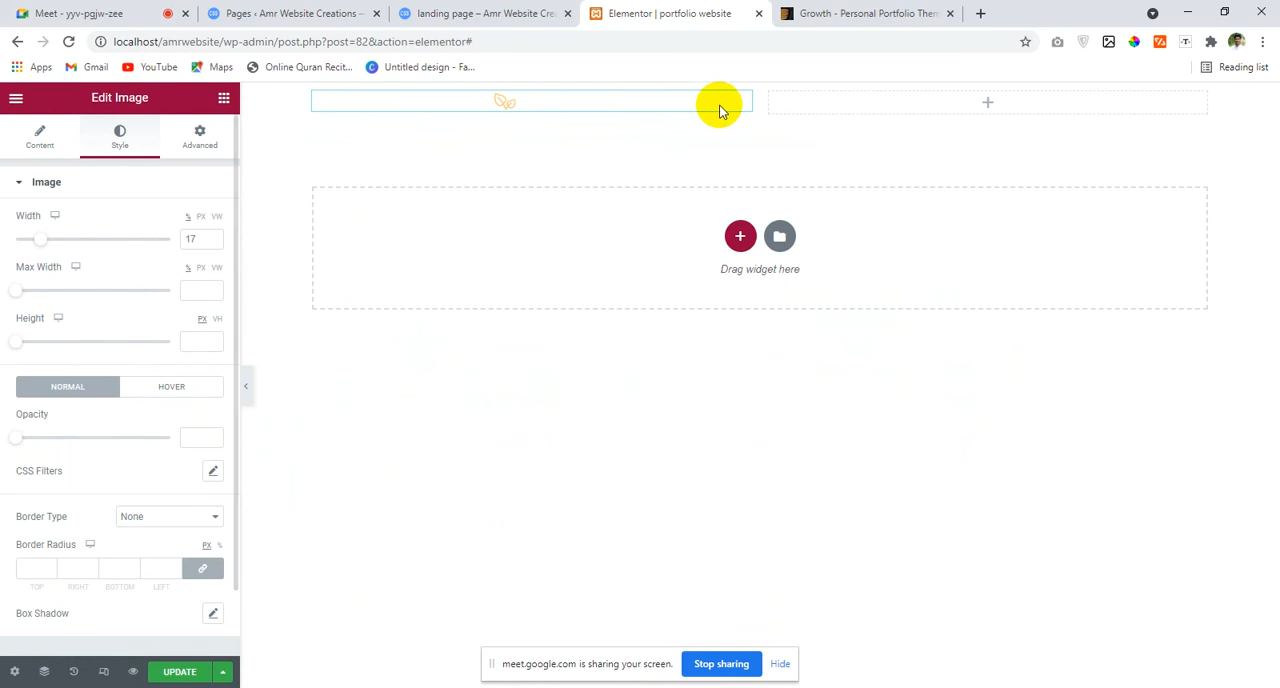 Meet - yyv-pgjw-zee
Pages ‹ Amr Website Creations —
landing page – Amr Website Crea
Elementor | portfolio website
Growth - Personal Portfolio Them
localhost/amrwebsite/wp-admin/post.php?post=82&action=elementor#
Apps
Gmail
YouTube
Maps
Online Quran Recit...
Untitled design - Fa...
Reading list
Edit Image
Content
Style
Advanced
Image
Width
% PX VW
17
Max Width
% PX VW
Height
PX VH
NORMAL
HOVER
Opacity
CSS Filters
Border Type
None
Border Radius
PX %
TOP RIGHT BOTTOM LEFT
Box Shadow
UPDATE
Drag widget here
meet.google.com is sharing your screen.
Stop sharing
Hide